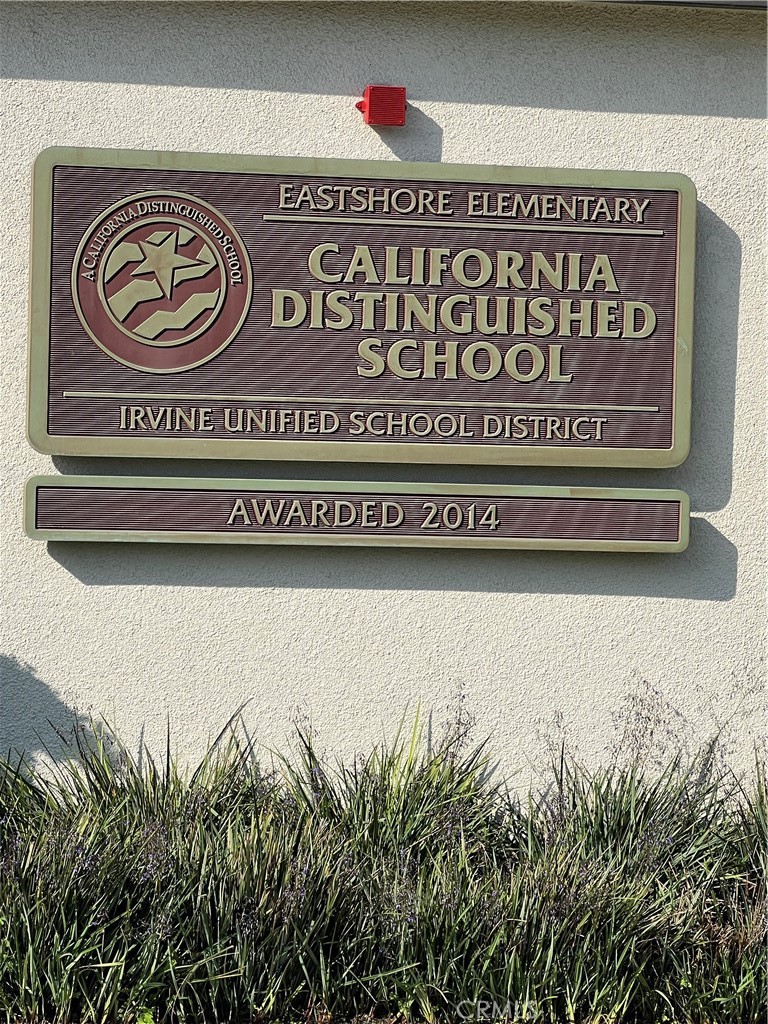 EASTSHORE ELEMENTARY
A CALIFORNIA DISTINGUISHED SCHOOL
CALIFORNIA
DISTINGUISHED
SCHOOL
IRVINE UNIFIED SCHOOL DISTRICT
AWARDED 2014
CRMLS